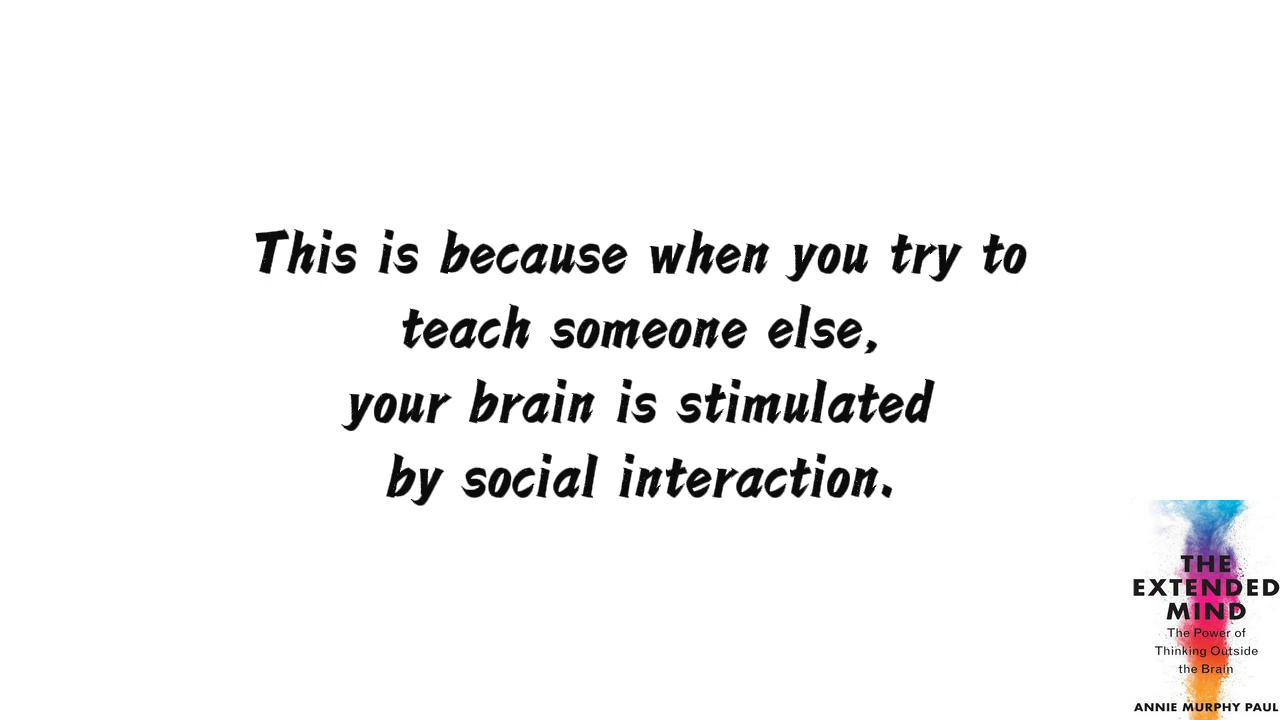 This is because when you try to
teach someone else,
your brain is stimulated
by social interaction.
THE
EXTENDED
MIND
The Power of
Thinking Outside
the Brain
ANNIE MURPHY PAUL